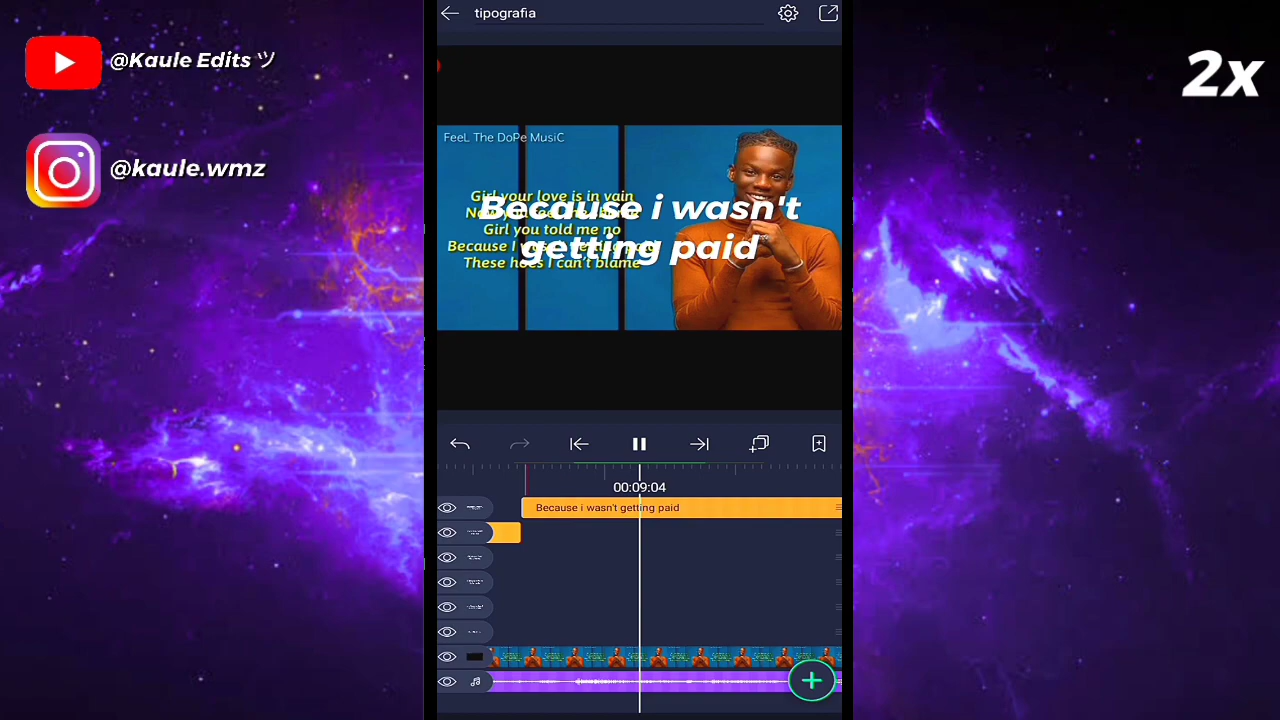 @Kaule Edits ツ
@kaule.wmz
2x
tipografia
FeeL The DoPe MusiC
Girl your love is in vain
Girl you told me no
Because I
These hoes I can't blame
Because i wasn't
getting paid
00:09:04
Because i wasn't getting paid